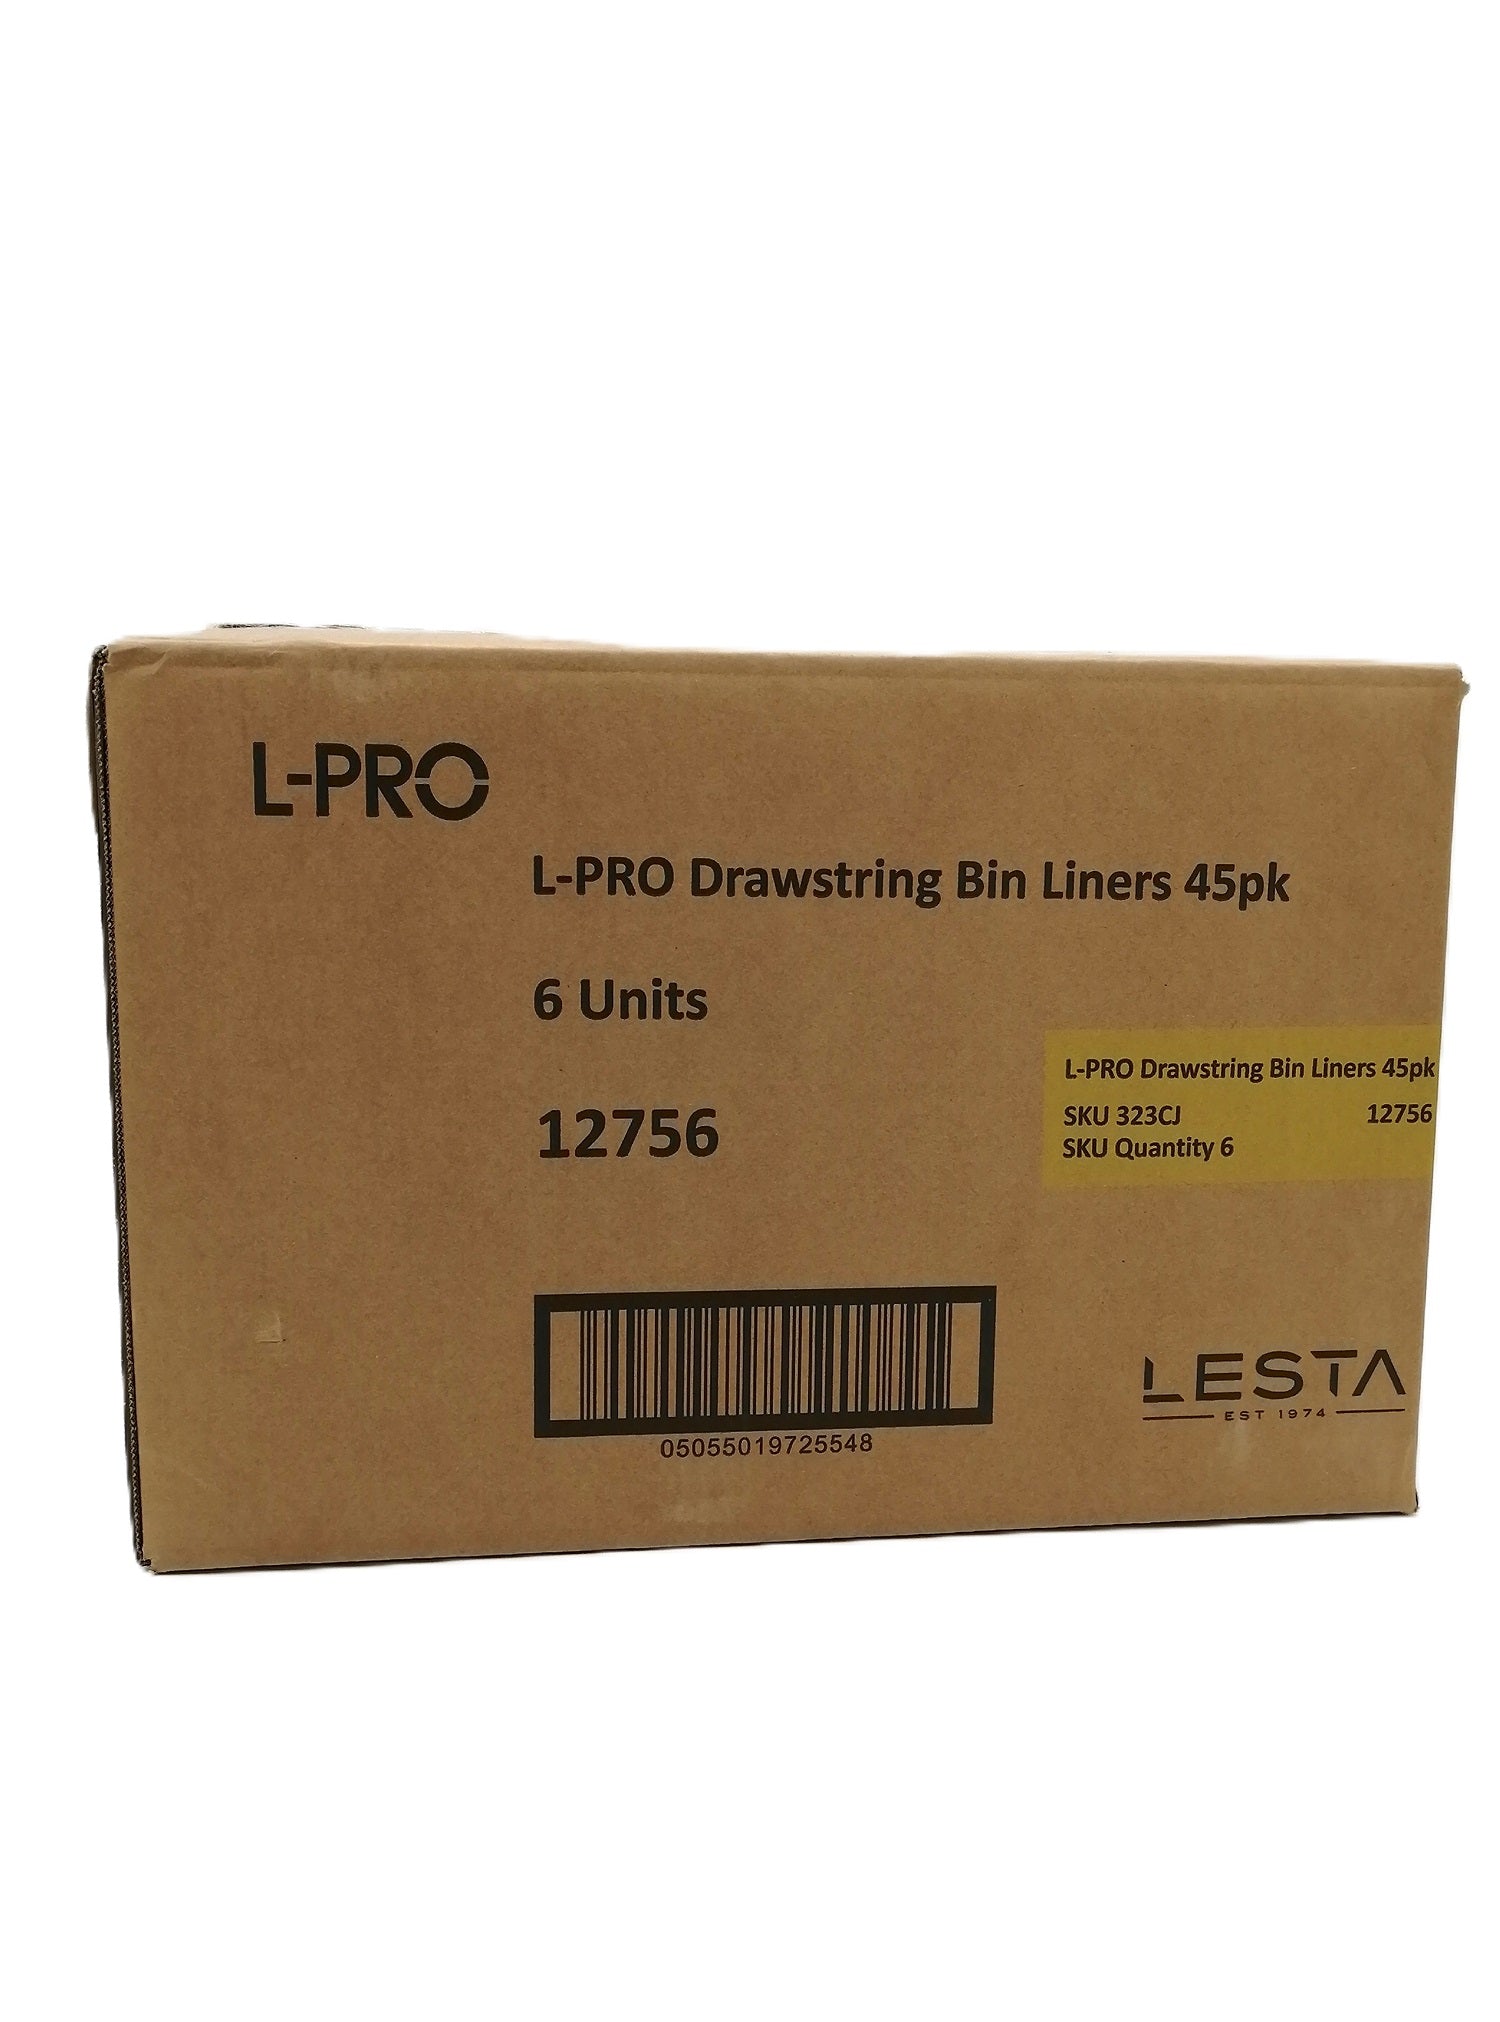 L-PRO
L-PRO Drawstring Bin Liners 45pk
6 Units
12756
L-PRO Drawstring Bin Liners 45pk
SKU 323CJ 12756
SKU Quantity 6
05055019725548
LESTA
EST 1974